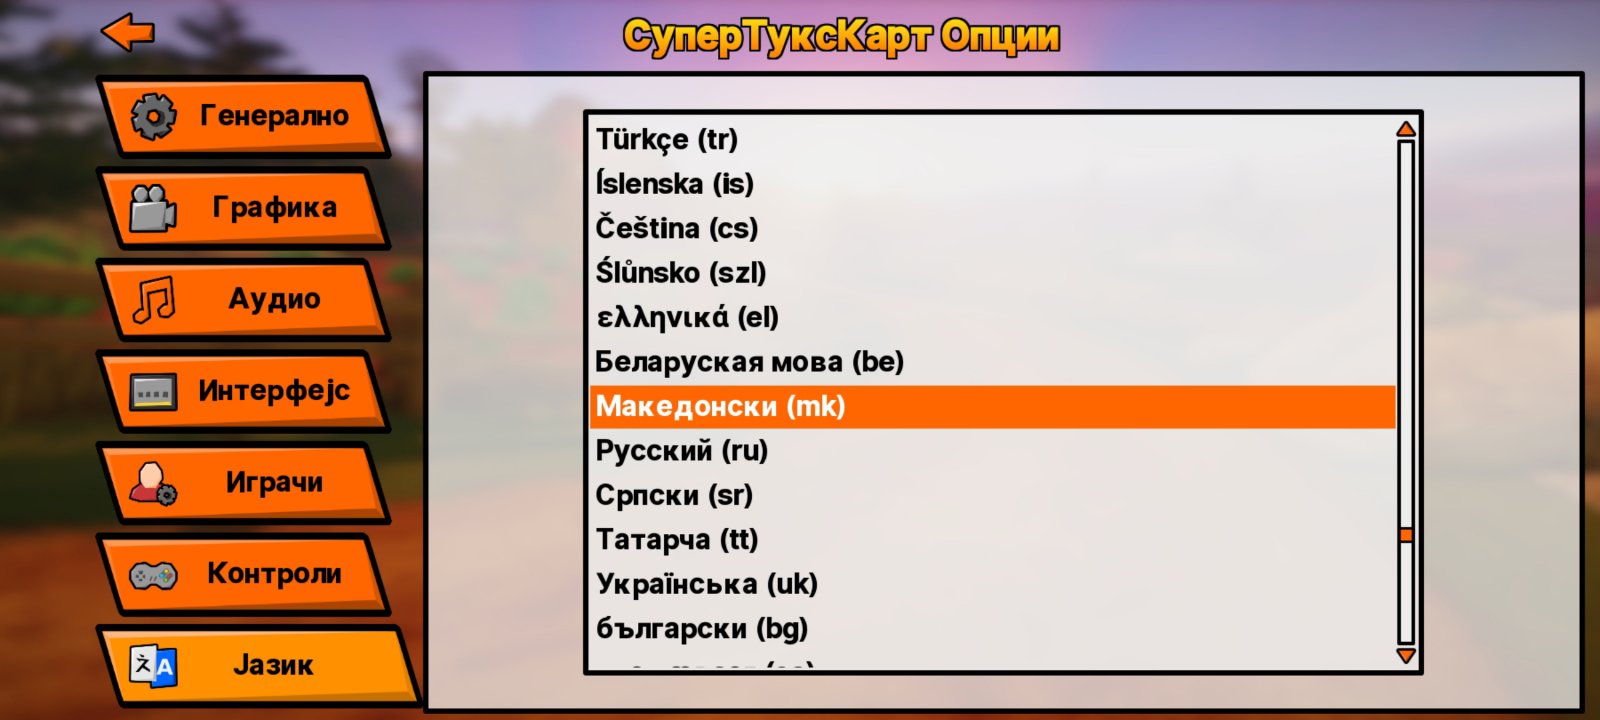 СуперТуксКарт Опции
Генерално
Графика
Аудио
Интерфејс
Играчи
Контроли
Јазик
Türkçe (tr)
Íslenska (is)
Čeština (cs)
Ślůnsko (szl)
ελληνικά (el)
Беларуская мова (be)
Македонски (mk)
Русский (ru)
Српски (sr)
Татарча (tt)
Українська (uk)
български (bg)